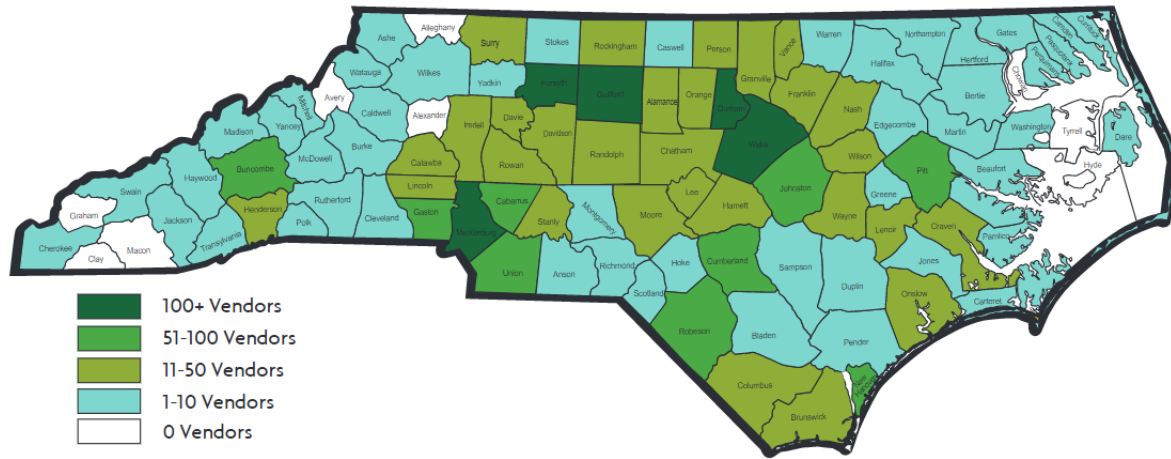 Alleghany
Ashe
Surry
Stokes
Rockingham
Caswell
Person
Vance
Warren
Northampton
Gates
Camden
Currituck
Pasquotank
Perquimans
Hertford
Halifax
Granville
Watauga
Wilkes
Yadkin
Forsyth
Guilford
Alamance
Orange
Durham
Franklin
Nash
Bertie
Chowan
Avery
Mitchell
Yancey
Caldwell
Alexander
Iredell
Davie
Davidson
Randolph
Chatham
Wake
Edgecombe
Martin
Washington
Tyrrell
Dare
Madison
Burke
McDowell
Catawba
Rowan
Wilson
Pitt
Beaufort
Hyde
Swain
Haywood
Buncombe
Lincoln
Lee
Johnston
Greene
Graham
Jackson
Henderson
Rutherford
Polk
Cleveland
Gaston
Cabarrus
Stanly
Montgomery
Moore
Harnett
Wayne
Lenoir
Craven
Pamlico
Cherokee
Clay
Macon
Transylvania
Mecklenburg
Union
Anson
Richmond
Hoke
Scotland
Cumberland
Sampson
Duplin
Jones
Onslow
Carteret
Robeson
Bladen
Pender
Columbus
Brunswick
New Hanover
100+ Vendors
51-100 Vendors
11-50 Vendors
1-10 Vendors
0 Vendors